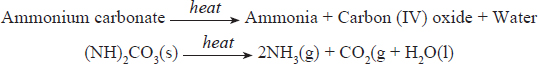 Ammonium carbonate heat → Ammonia + Carbon (IV) oxide + Water
(NH)₂CO₃(s) heat → 2NH₃(g) + CO₂(g + H₂O(l)